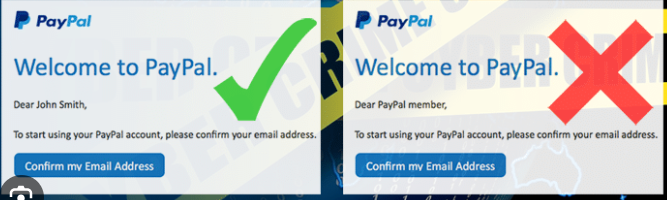 PayPal
Welcome to PayPal.
Dear John Smith,
To start using your PayPal account, please confirm your email address.
Confirm my Email Address
PayPal
Welcome to PayPal.
Dear PayPal member,
To start using your PayPal account, please confirm your email address.
Confirm my Email Address